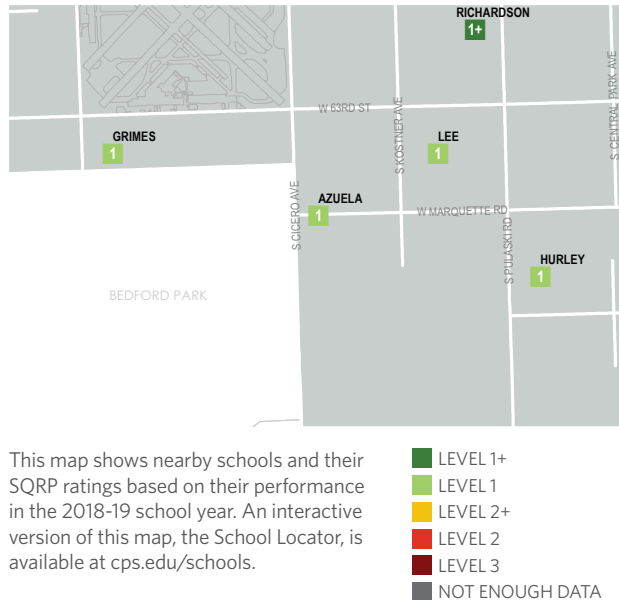 RICHARDSON
1+
W 63RD ST
S CENTRAL PARK AVE
S KOSTNER AVE
GRIMES
1
LEE
1
AZUELA
1
S CICERO AVE
W MARQUETTE RD
S PULASKI RD
HURLEY
1
BEDFORD PARK
This map shows nearby schools and their
SQRP ratings based on their performance
in the 2018-19 school year. An interactive
version of this map, the School Locator, is
available at cps.edu/schools.
LEVEL 1+
LEVEL 1
LEVEL 2+
LEVEL 2
LEVEL 3
NOT ENOUGH DATA